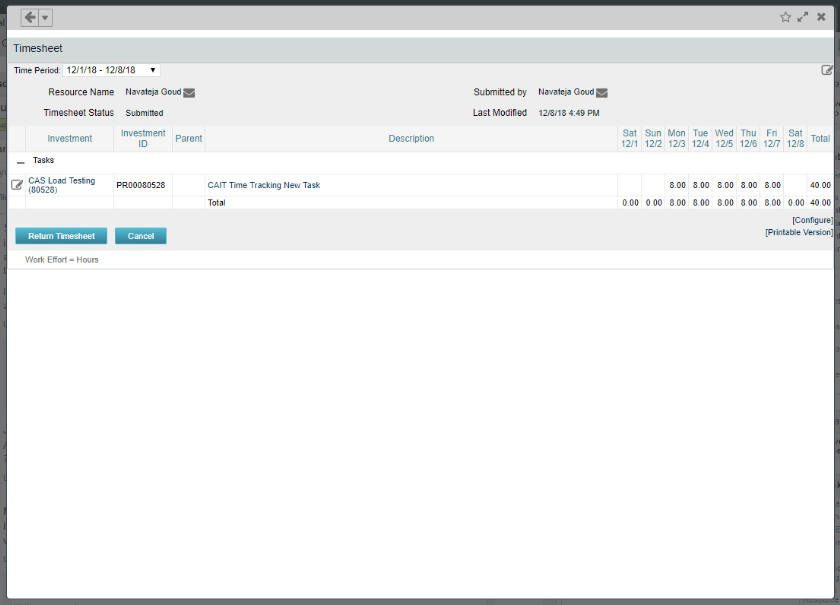 Timesheet
Time Period: 12/1/18 - 12/8/18
Resource Name Navateja Goud Submitted by Navateja Goud
Timesheet Status Submitted Last Modified 12/8/18 4:49 PM
Investment Investment ID Parent Description Sat 12/1 Sun 12/2 Mon 12/3 Tue 12/4 Wed 12/5 Thu 12/6 Fri 12/7 Sat 12/8 Total
Tasks
CAS Load Testing (80528) PR00080528 CAIT Time Tracking New Task 8.00 8.00 8.00 8.00 8.00 40.00
Total 0.00 0.00 8.00 8.00 8.00 8.00 8.00 0.00 40.00
[Configure]
[Printable Version]
Return Timesheet Cancel
Work Effort = Hours